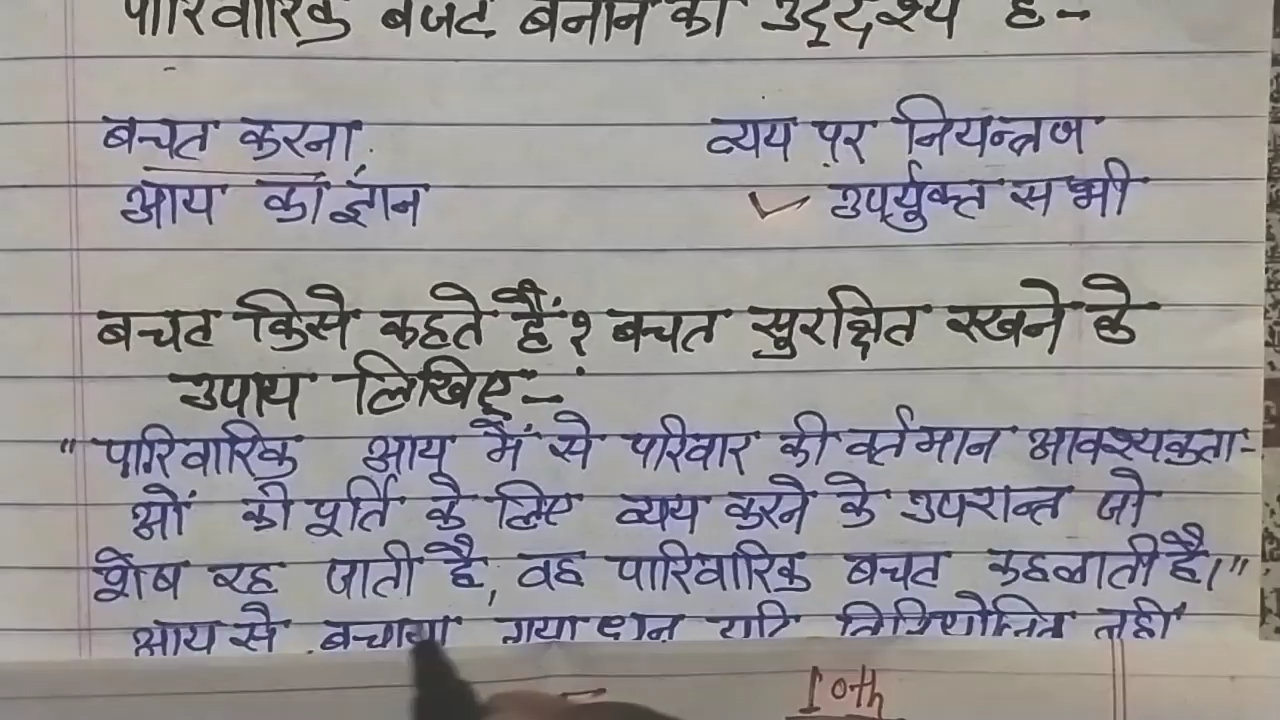 पारिवारिक बजट बनाने का उद्देश्य है -
बचत करना व्यय पर नियन्त्रण
आय का ज्ञान ✓ उपर्युक्त सभी
बचत किसे कहते हैं? बचत सुरक्षित रखने के
उपाय लिखिए:-
"पारिवारिक आय में से परिवार की वर्तमान आवश्यकता-
ओं की पूर्ति के लिए व्यय करने के उपरान्त जो
शेष रह जाती है, वह पारिवारिक बचत कहलाती है।"
आय से बचाया गया धन यदि विनियोजित नहीं
10th